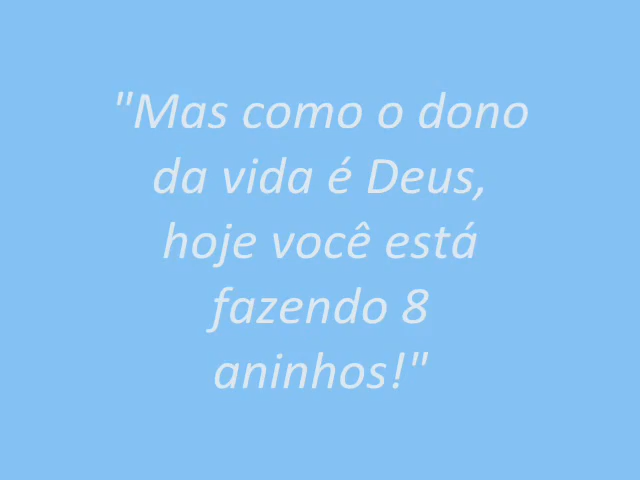 "Mas como o dono
da vida é Deus,
hoje você está
fazendo 8
aninhos!"